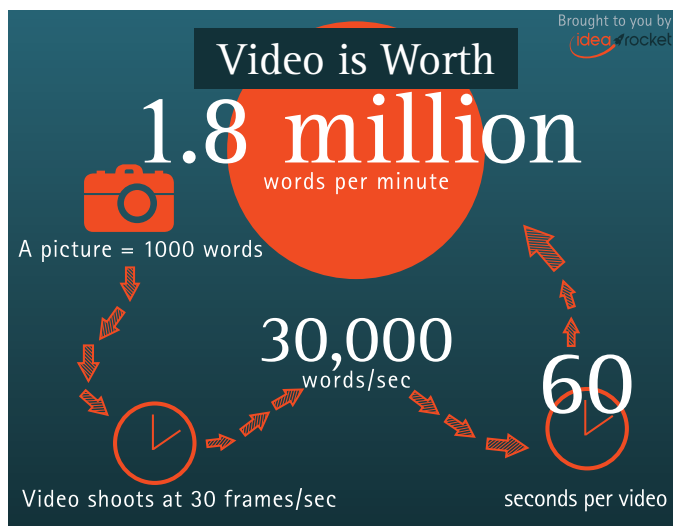 Brought to you by
idea rocket
Video is Worth
1.8 million
words per minute
A picture = 1000 words
30,000
words/sec
60
Video shoots at 30 frames/sec
seconds per video